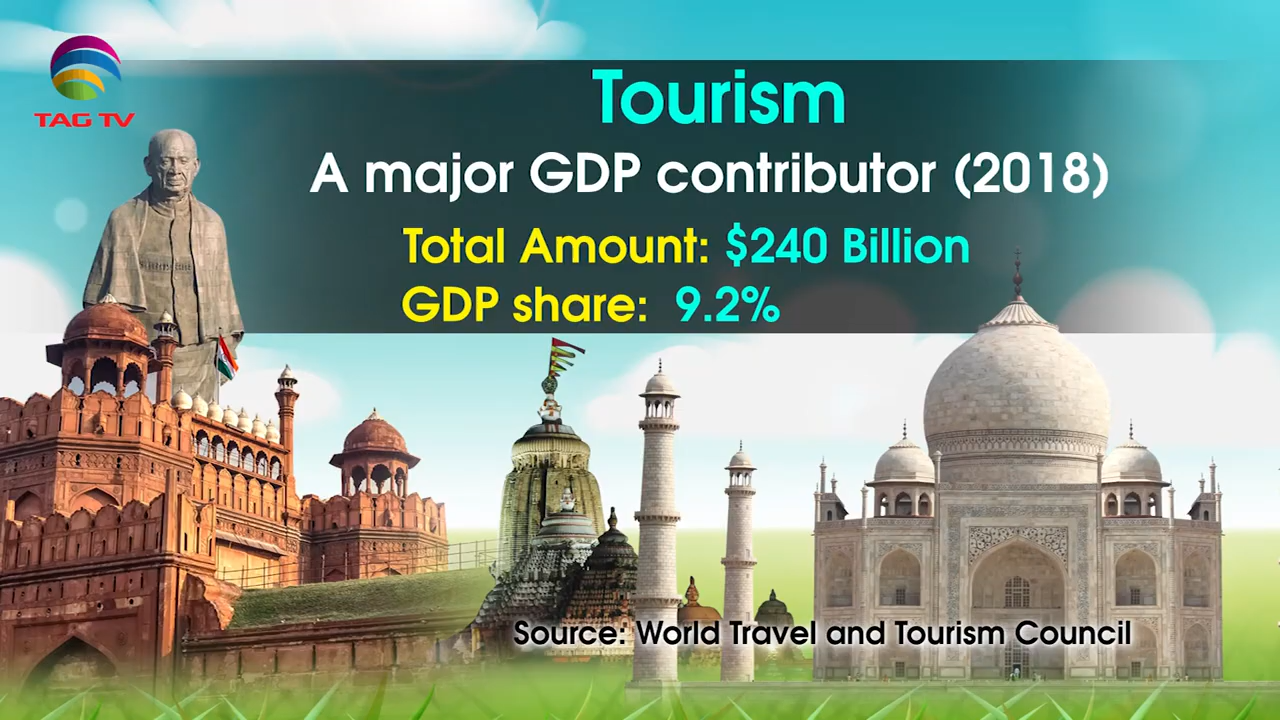 TAG TV
Tourism
A major GDP contributor (2018)
Total Amount: $240 Billion
GDP share: 9.2%
Source: World Travel and Tourism Council